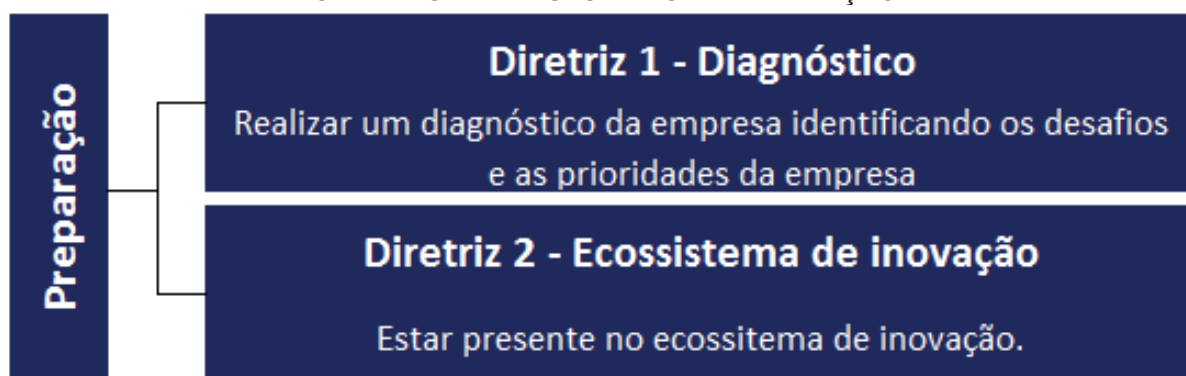 Preparação
Diretriz 1 - Diagnóstico
Realizar um diagnóstico da empresa identificando os desafios
e as prioridades da empresa
Diretriz 2 - Ecossistema de inovação
Estar presente no ecossitema de inovação.